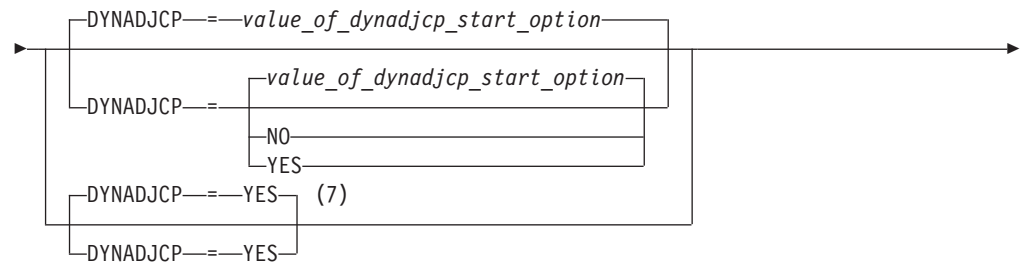 DYNADJCP = value_of_dynadjcp_start_option
value_of_dynadjcp_start_option
DYNADJCP =
NO
YES
DYNADJCP = YES (7)
DYNADJCP = YES